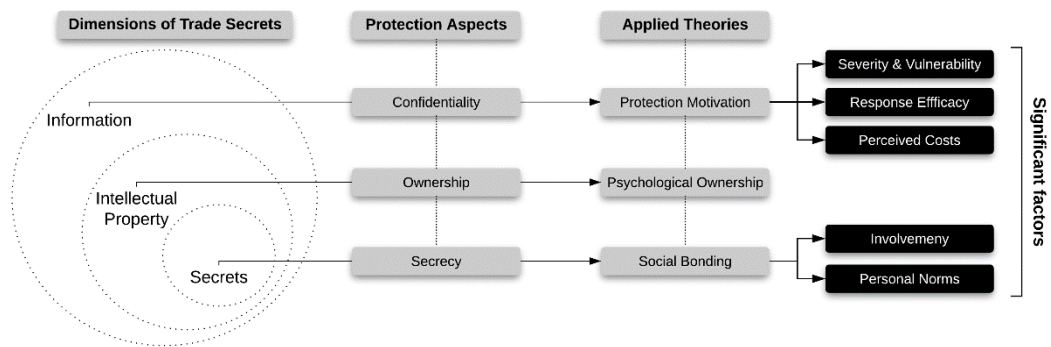 Dimensions of Trade Secrets
Protection Aspects
Applied Theories
Information
Confidentiality
Protection Motivation
Severity & Vulnerability
Response Effficacy
Perceived Costs
Intellectual
Property
Ownership
Psychological Ownership
Secrets
Secrecy
Social Bonding
Involvemeny
Personal Norms
Significant factors